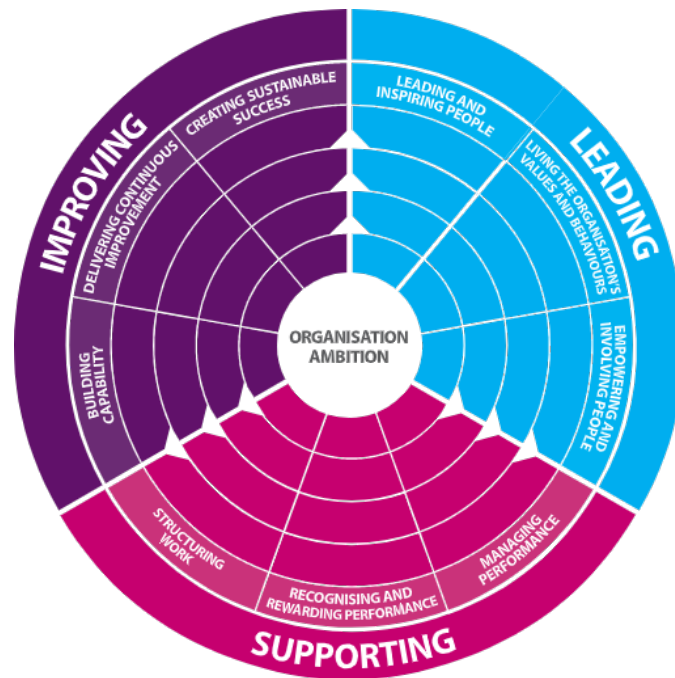 IMPROVING
CREATING SUSTAINABLE
SUCCESS
DELIVERING CONTINUOUS
IMPROVEMENT
BUILDING
CAPABILITY
LEADING
LEADING AND
INSPIRING PEOPLE
LIVING THE ORGANISATION'S
VALUES AND BEHAVIOURS
EMPOWERING AND
INVOLVING PEOPLE
ORGANISATION
AMBITION
STRUCTURING
WORK
RECOGNISING AND
REWARDING PERFORMANCE
MANAGING
PERFORMANCE
SUPPORTING